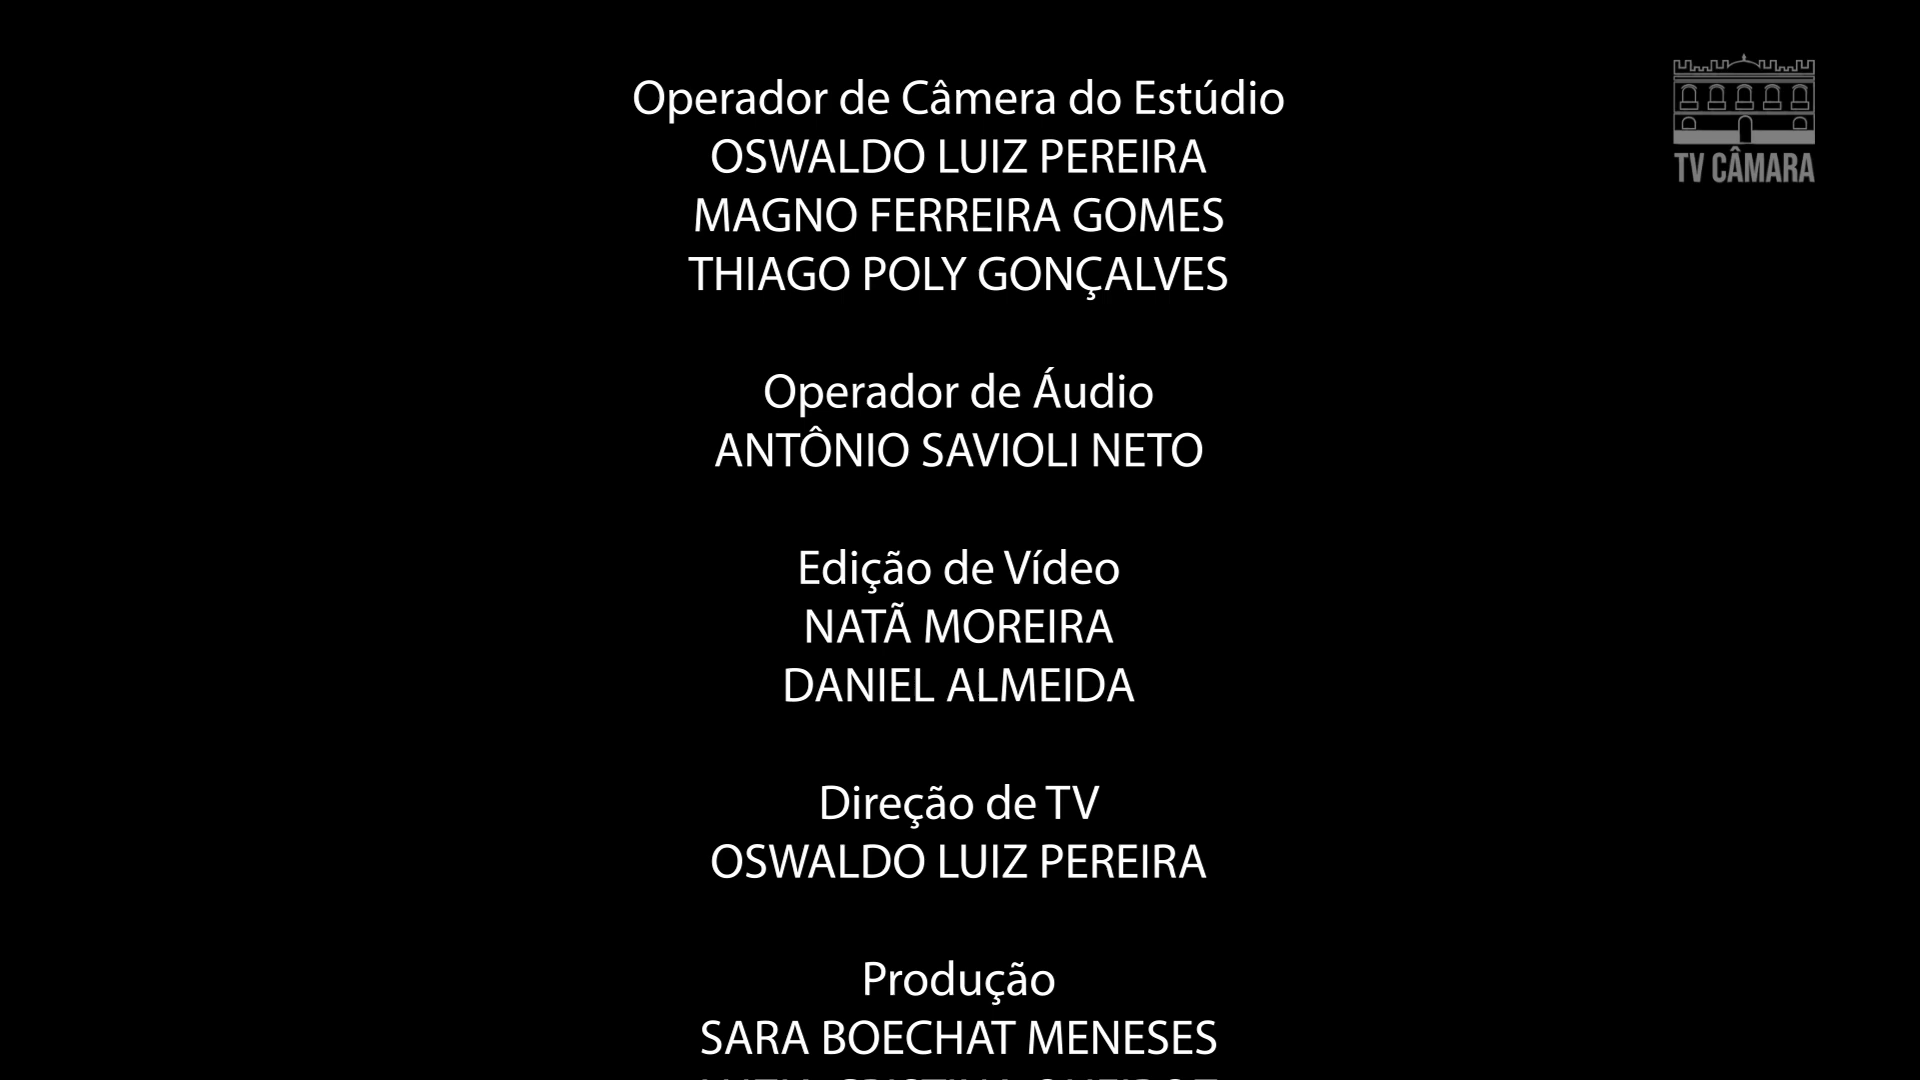 Operador de Câmera do Estúdio
OSWALDO LUIZ PEREIRA
MAGNO FERREIRA GOMES
THIAGO POLY GONÇALVES
Operador de Áudio
ANTÔNIO SAVIOLI NETO
Edição de Vídeo
NATÃ MOREIRA
DANIEL ALMEIDA
Direção de TV
OSWALDO LUIZ PEREIRA
Produção
SARA BOECHAT MENESES
TV CÂMARA